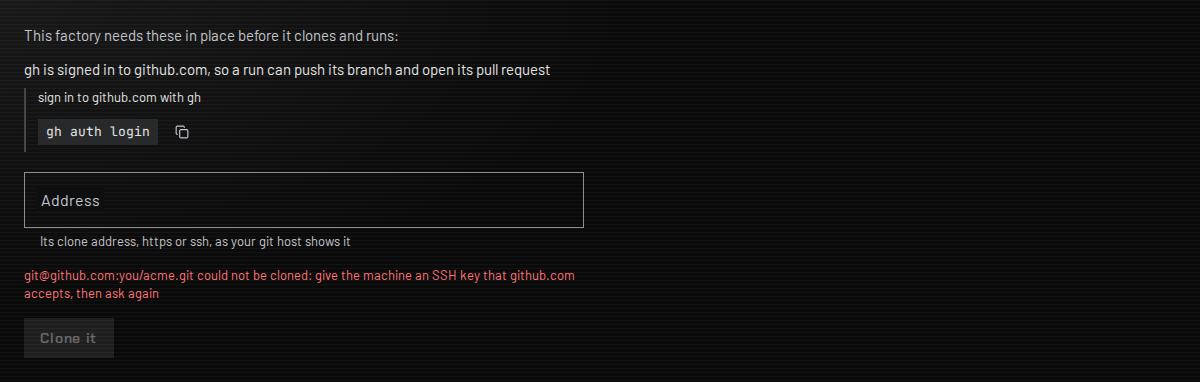 This factory needs these in place before it clones and runs:
gh is signed in to github.com, so a run can push its branch and open its pull request
sign in to github.com with gh
gh auth login
Address
Its clone address, https or ssh, as your git host shows it
git@github.com:you/acme.git could not be cloned: give the machine an SSH key that github.com
accepts, then ask again
Clone it